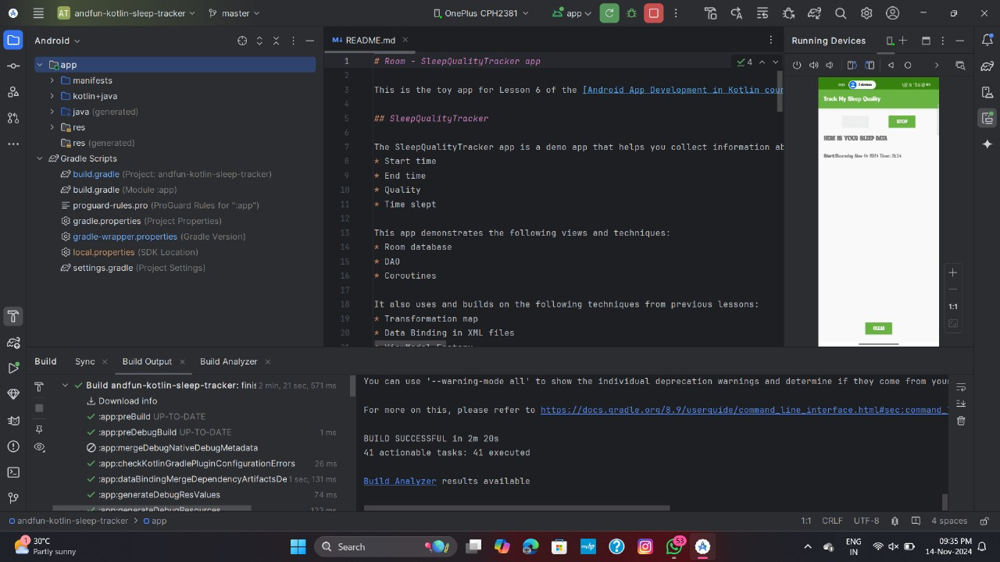 AT andfun-kotlin-sleep-tracker master OnePlus CPH2381 app
Android
app
manifests
kotlin+java
java (generated)
res
res (generated)
Gradle Scripts
build.gradle (Project: andfun-kotlin-sleep-tracker)
build.gradle (Module :app)
proguard-rules.pro (ProGuard Rules for ":app")
gradle.properties (Project Properties)
gradle-wrapper.properties (Gradle Version)
local.properties (SDK Location)
settings.gradle (Project Settings)
README.md
4
1 # Room - SleepQualityTracker app
2
3 This is the toy app for Lesson 6 of the [Android App Development in Kotlin cour
4
5 ## SleepQualityTracker
6
7 The SleepQualityTracker app is a demo app that helps you collect information ab
8 * Start time
9 * End time
10 * Quality
11 * Time slept
12
13 This app demonstrates the following views and techniques:
14 * Room database
15 * DAO
16 * Coroutines
17
18 It also uses and builds on the following techniques from previous lessons:
19 * Transformation map
20 * Data Binding in XML files
* ViewModel Factory
Running Devices
2 devices
Track My Sleep Quality
STOP
HERE IS YOUR SLEEP DATA
Start:Thursday Nov-14-2024 Time: 21:34
CLEAR
1:1
Build Sync Build Output Build Analyzer
Build andfun-kotlin-sleep-tracker: finis 2 min, 21 sec, 571 ms
Download info
:app:preBuild UP-TO-DATE
:app:preDebugBuild UP-TO-DATE 1 ms
:app:mergeDebugNativeDebugMetadata
:app:checkKotlinGradlePluginConfigurationErrors 26 ms
:app:dataBindingMergeDependencyArtifactsDe 1 sec, 131 ms
:app:generateDebugResValues 74 ms
:app:generateDebugResources 123 ms
You can use '--warning-mode all' to show the individual deprecation warnings and determine if they come from your
For more on this, please refer to https://docs.gradle.org/8.9/userguide/command_line_interface.html#sec:command_l
BUILD SUCCESSFUL in 2m 20s
41 actionable tasks: 41 executed
Build Analyzer results available
andfun-kotlin-sleep-tracker > app
1:1 CRLF UTF-8 4 spaces
1
30°C
Partly sunny
Search
myhp
53
ENG
IN
09:35 PM
14-Nov-2024